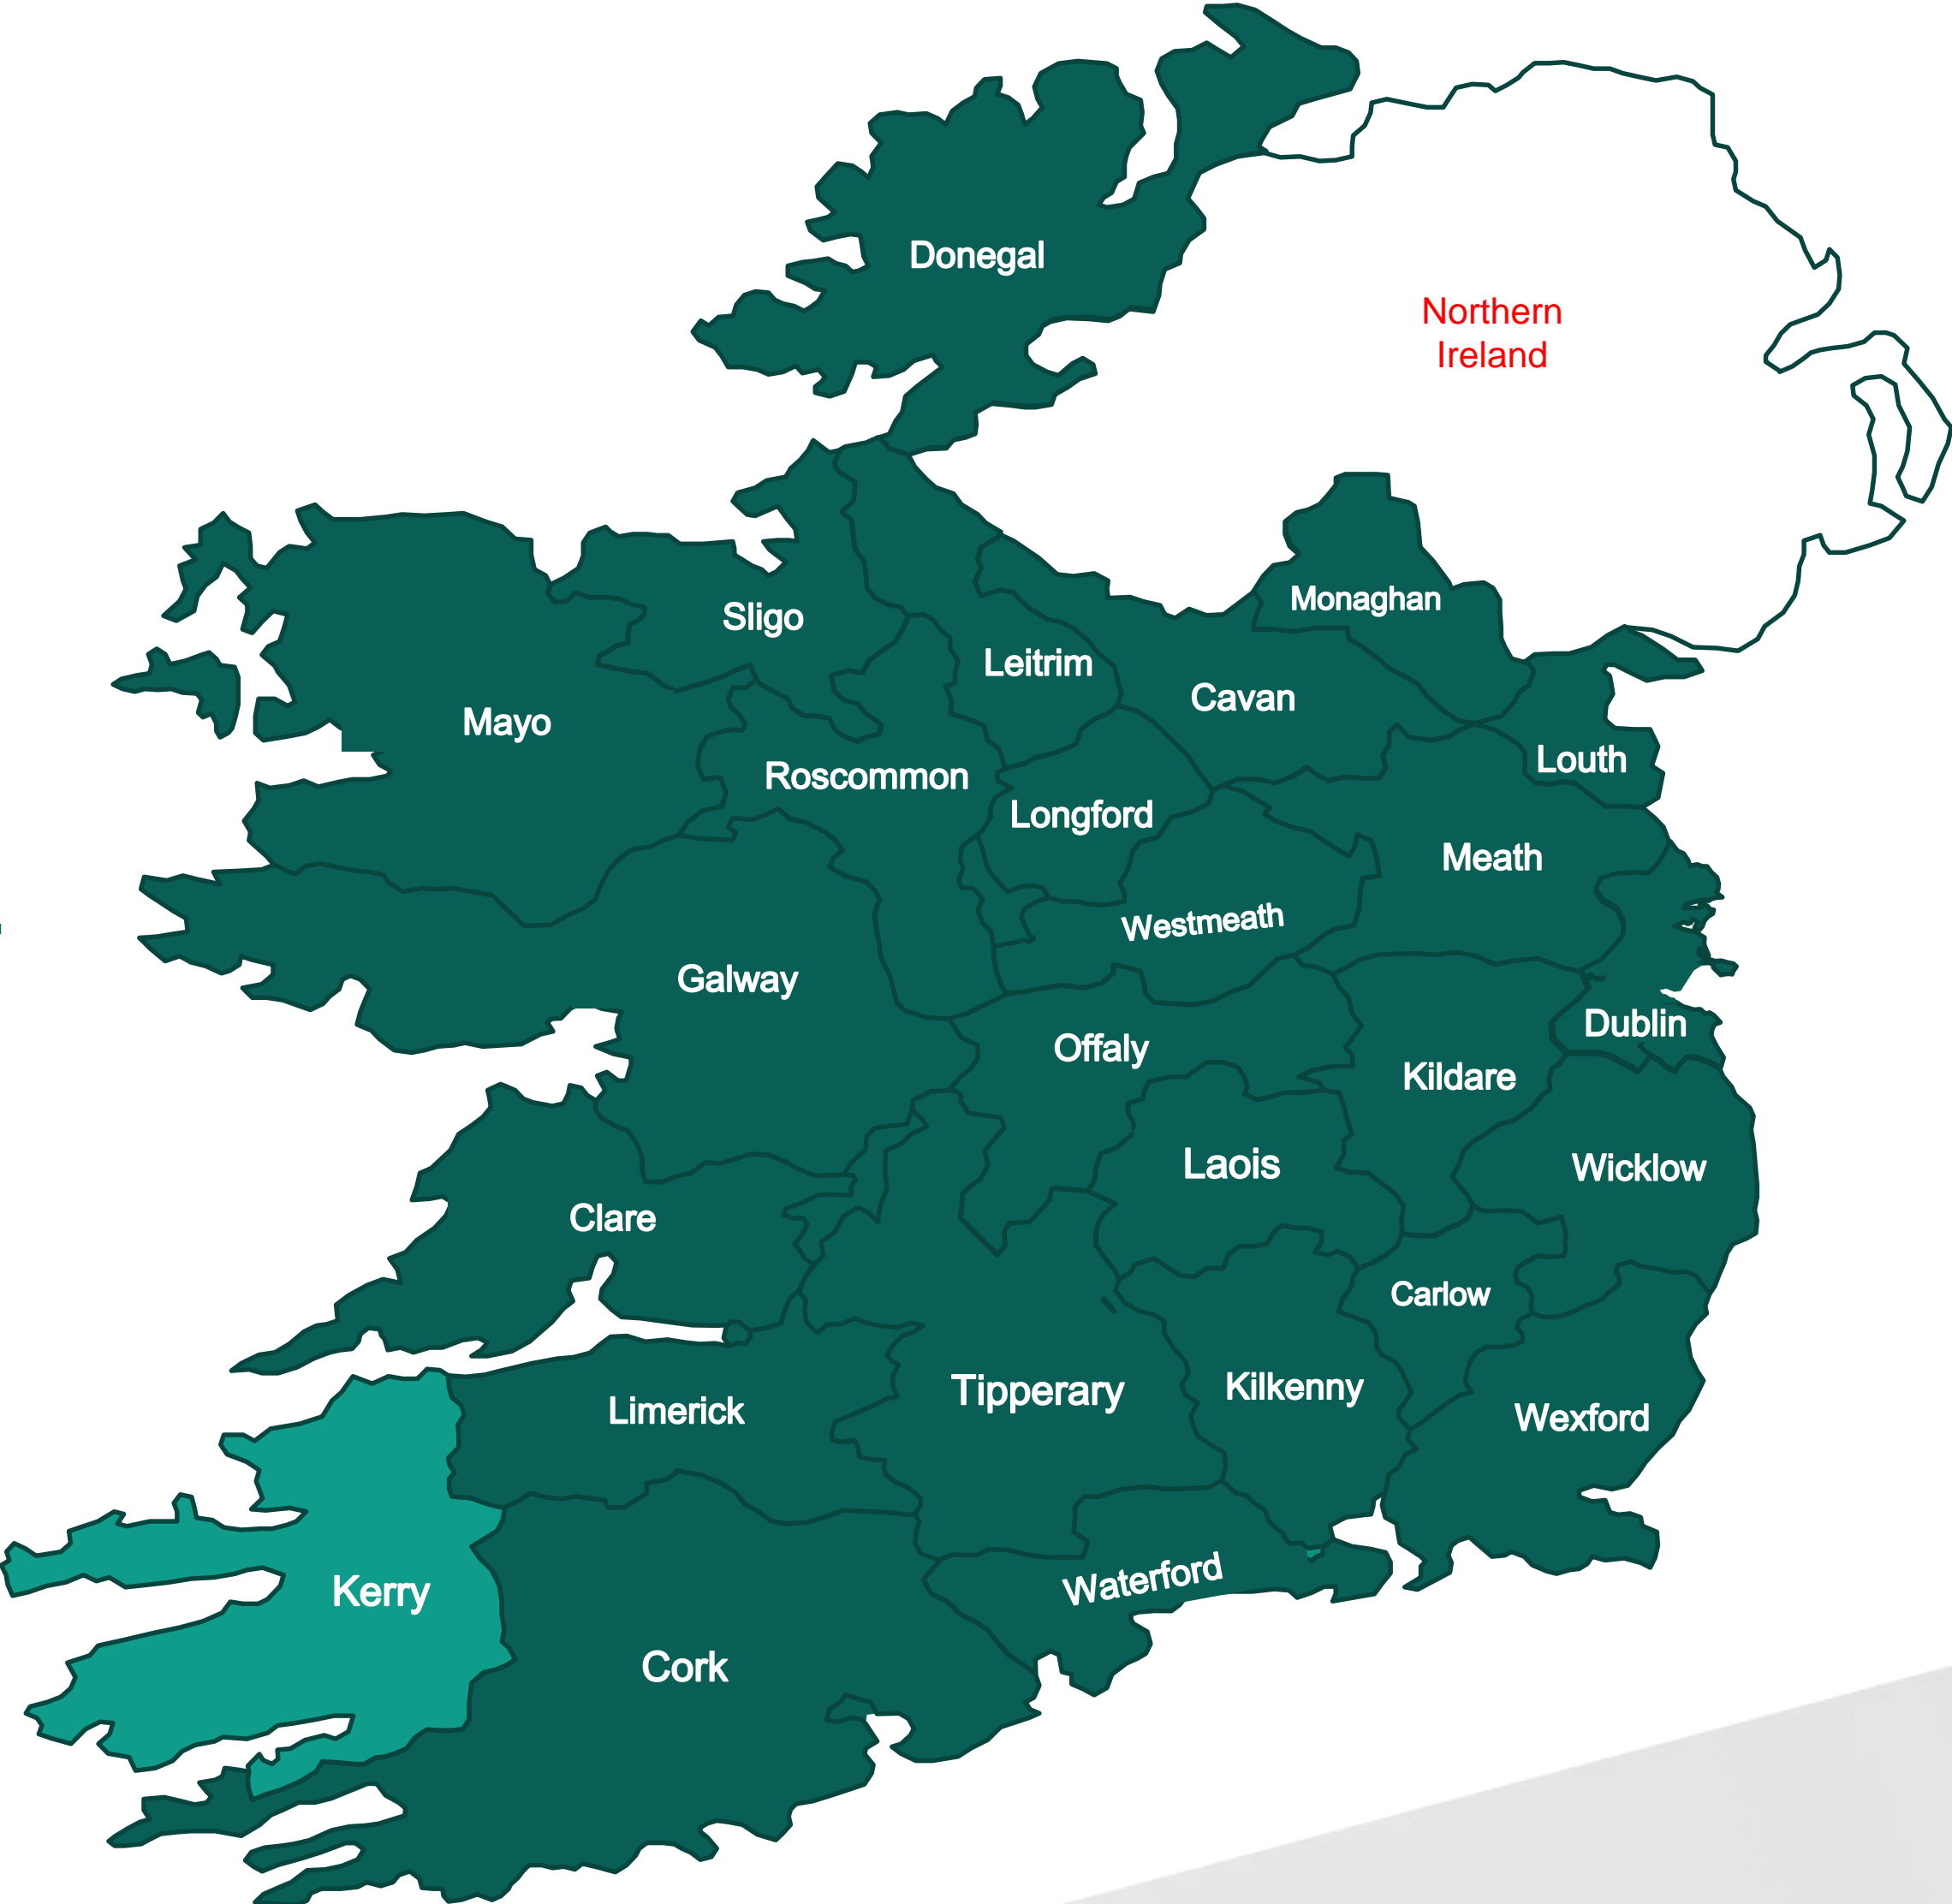 Donegal
Northern
Ireland
Monaghan
Sligo
Leitrim
Cavan
Mayo
Louth
Roscommon
Longford
Meath
Westmeath
Galway
Dublin
Offaly
Kildare
Laois
Wicklow
Clare
Carlow
Tipperary
Kilkenny
Limerick
Wexford
Waterford
Kerry
Cork